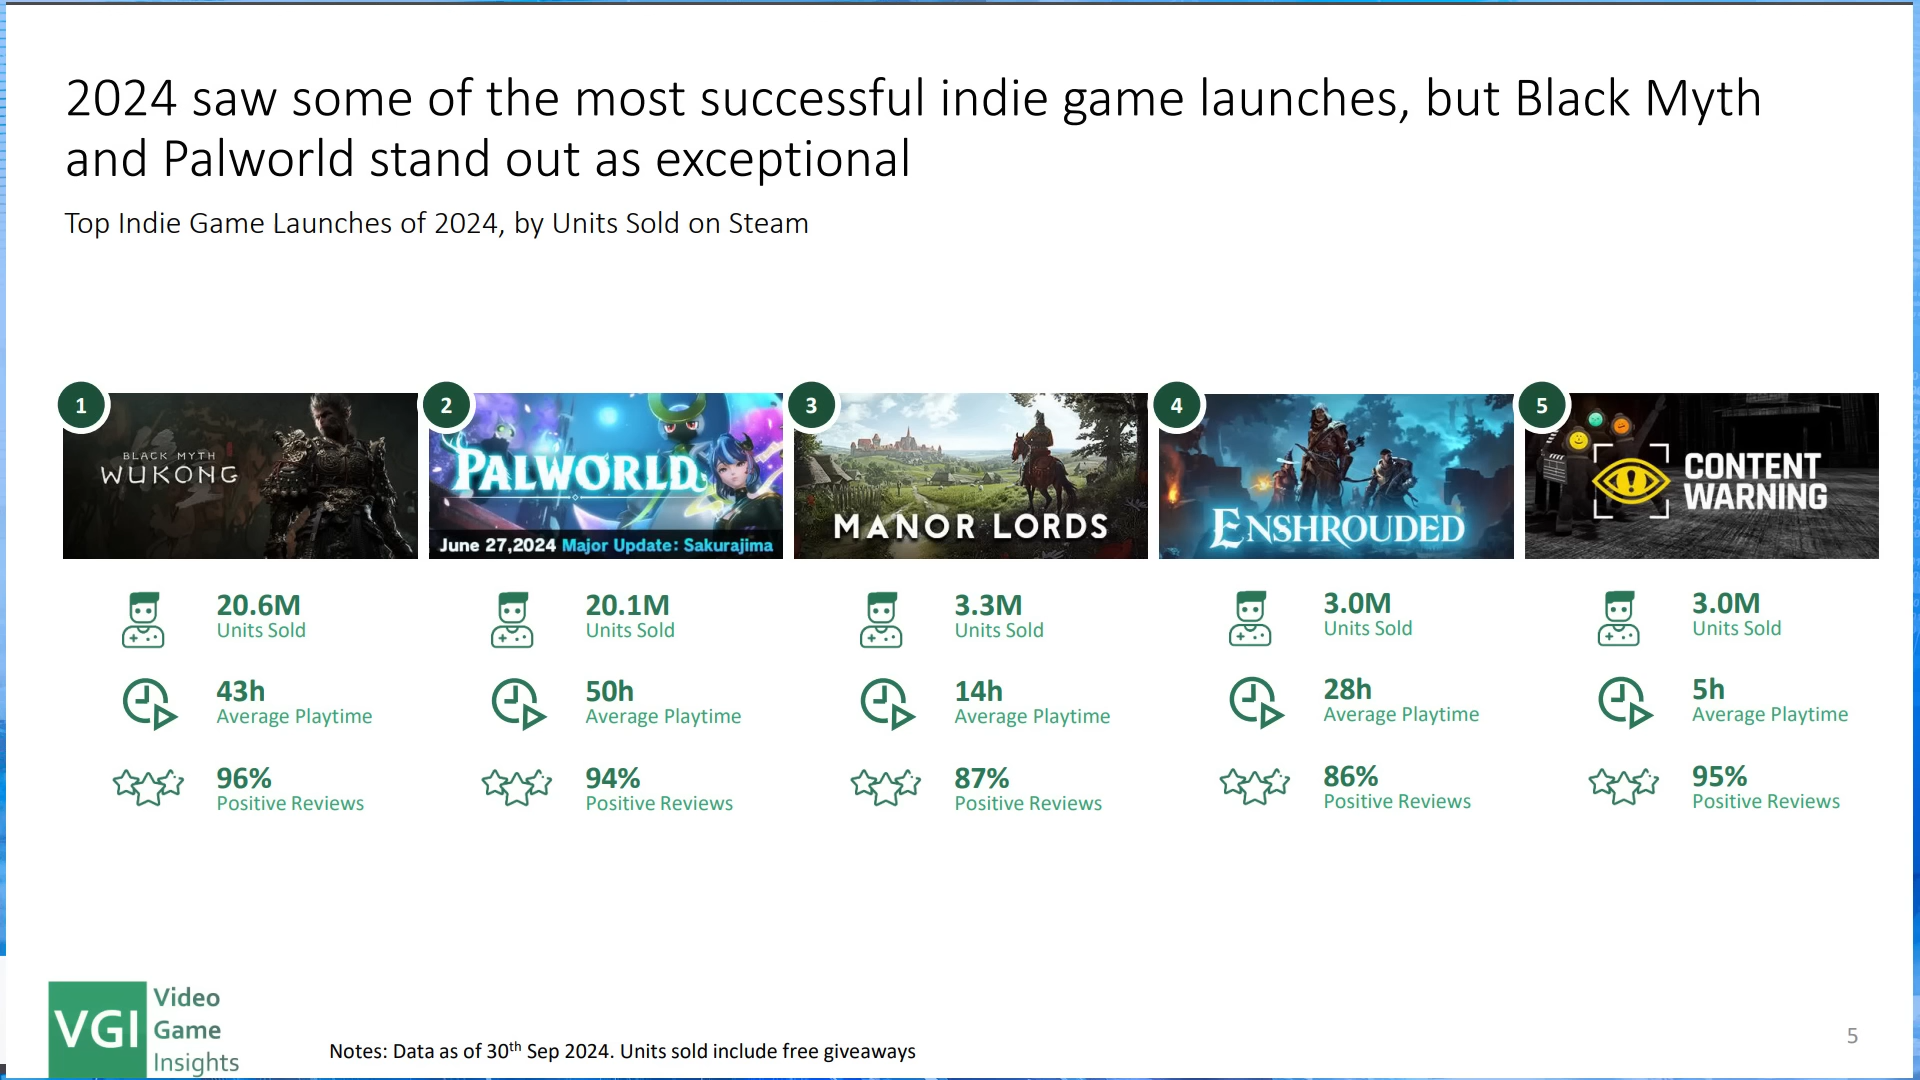 2024 saw some of the most successful indie game launches, but Black Myth
and Palworld stand out as exceptional
Top Indie Game Launches of 2024, by Units Sold on Steam
1
BLACK MYTH
WUKONG
2
PALWORLD
June 27,2024 Major Update: Sakurajima
3
MANOR LORDS
4
ENSHROUDED
5
CONTENT
WARNING
20.6M
Units Sold
43h
Average Playtime
96%
Positive Reviews
20.1M
Units Sold
50h
Average Playtime
94%
Positive Reviews
3.3M
Units Sold
14h
Average Playtime
87%
Positive Reviews
3.0M
Units Sold
28h
Average Playtime
86%
Positive Reviews
3.0M
Units Sold
5h
Average Playtime
95%
Positive Reviews
VGI
Video
Game
Insights
Notes: Data as of 30th Sep 2024. Units sold include free giveaways
5